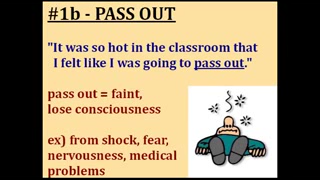 #1b - PASS OUT
"It was so hot in the classroom that
I felt like I was going to pass out."
pass out = faint,
lose consciousness
ex) from shock, fear,
nervousness, medical
problems